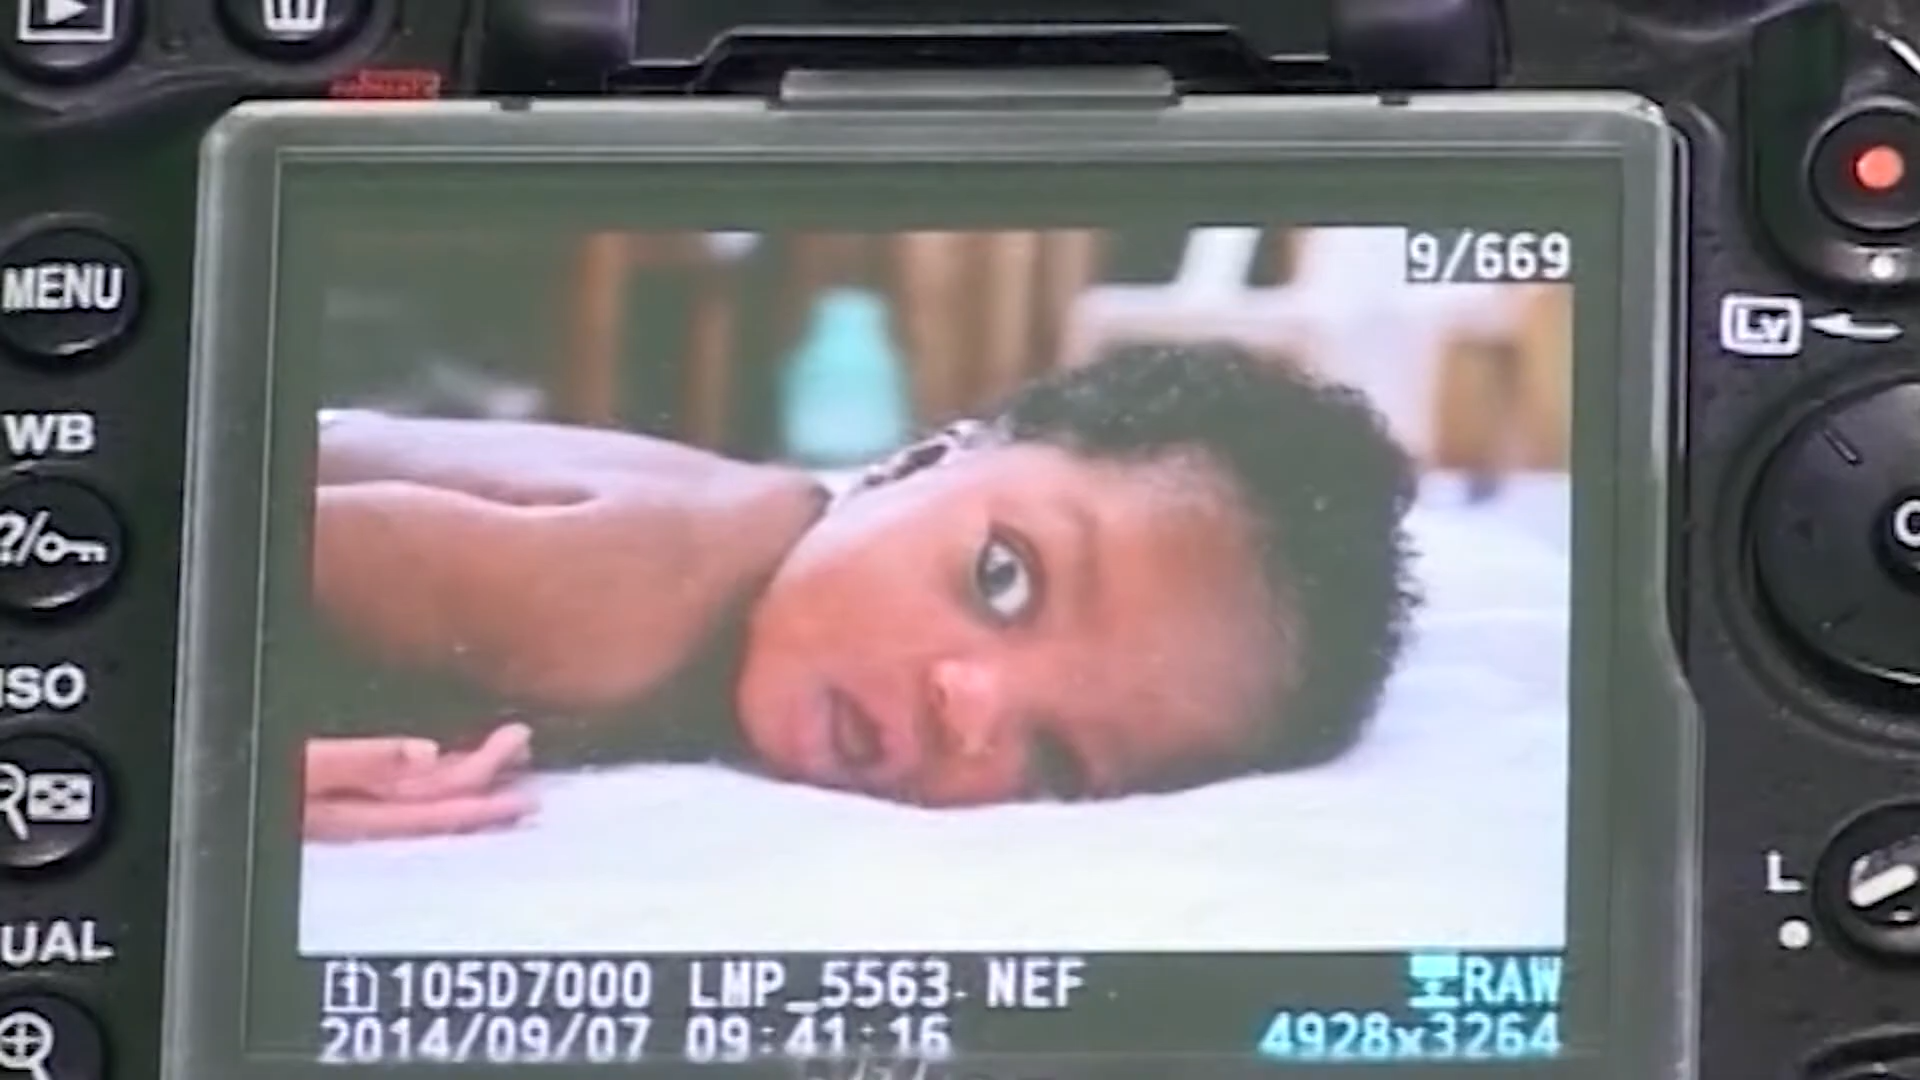 MENU
WB
?/
ISO
UAL
9/669
Lv
L
105D7000 LMP_5563.NEF
RAW
2014/09/07 09:41:16
4928x3264